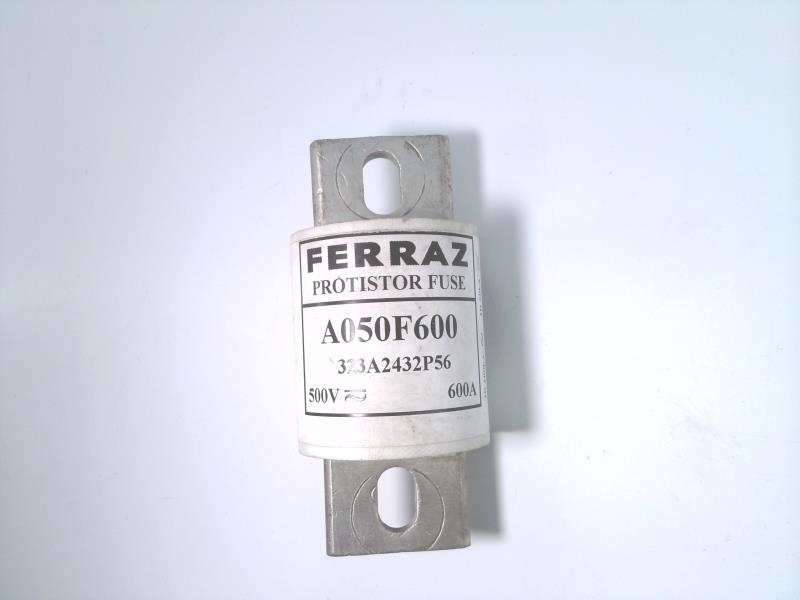 FERRAZ
PROTISTOR FUSE
A050F600
323A2432P56
500V 600A